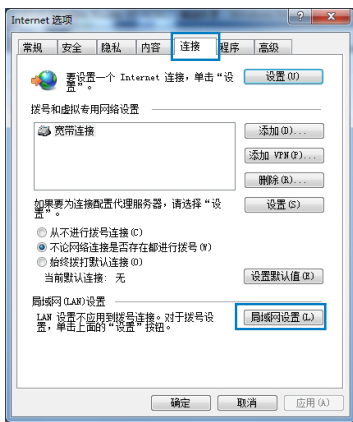 Internet 选项
常规 安全 隐私 内容 连接 程序 高级
要设置一个 Internet 连接，单击“设置”。
设置(U)
拨号和虚拟专用网络设置
宽带连接
添加(D)...
添加 VPN(P)...
删除(R)...
如果要为连接配置代理服务器，请选择“设置”。
设置(S)
从不进行拨号连接(C)
不论网络连接是否存在都进行拨号(W)
始终拨打默认连接(O)
当前默认连接: 无
设置默认值(E)
局域网(LAN)设置
LAN 设置不应用到拨号连接。对于拨号设置，单击上面的“设置”按钮。
局域网设置(L)
确定 取消 应用(A)